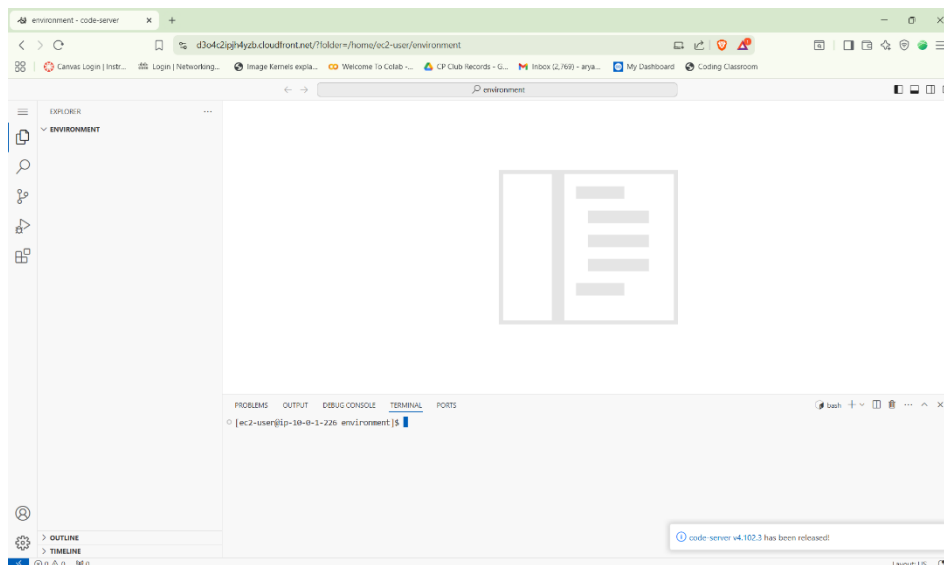 environment - code-server
d3o4c2ipjh4yzb.cloudfront.net/?folder=/home/ec2-user/environment
Canvas Login | Instr... Login | Networking... Image Kernels expla... Welcome To Colab -... CP Club Records - G... Inbox (2,769) - arya... My Dashboard Coding Classroom
environment
EXPLORER
ENVIRONMENT
PROBLEMS OUTPUT DEBUG CONSOLE TERMINAL PORTS
bash
[ec2-user@ip-10-0-1-226 environment]$
OUTLINE
code-server v4.102.3 has been released!
TIMELINE
0 0 0
Layout: US